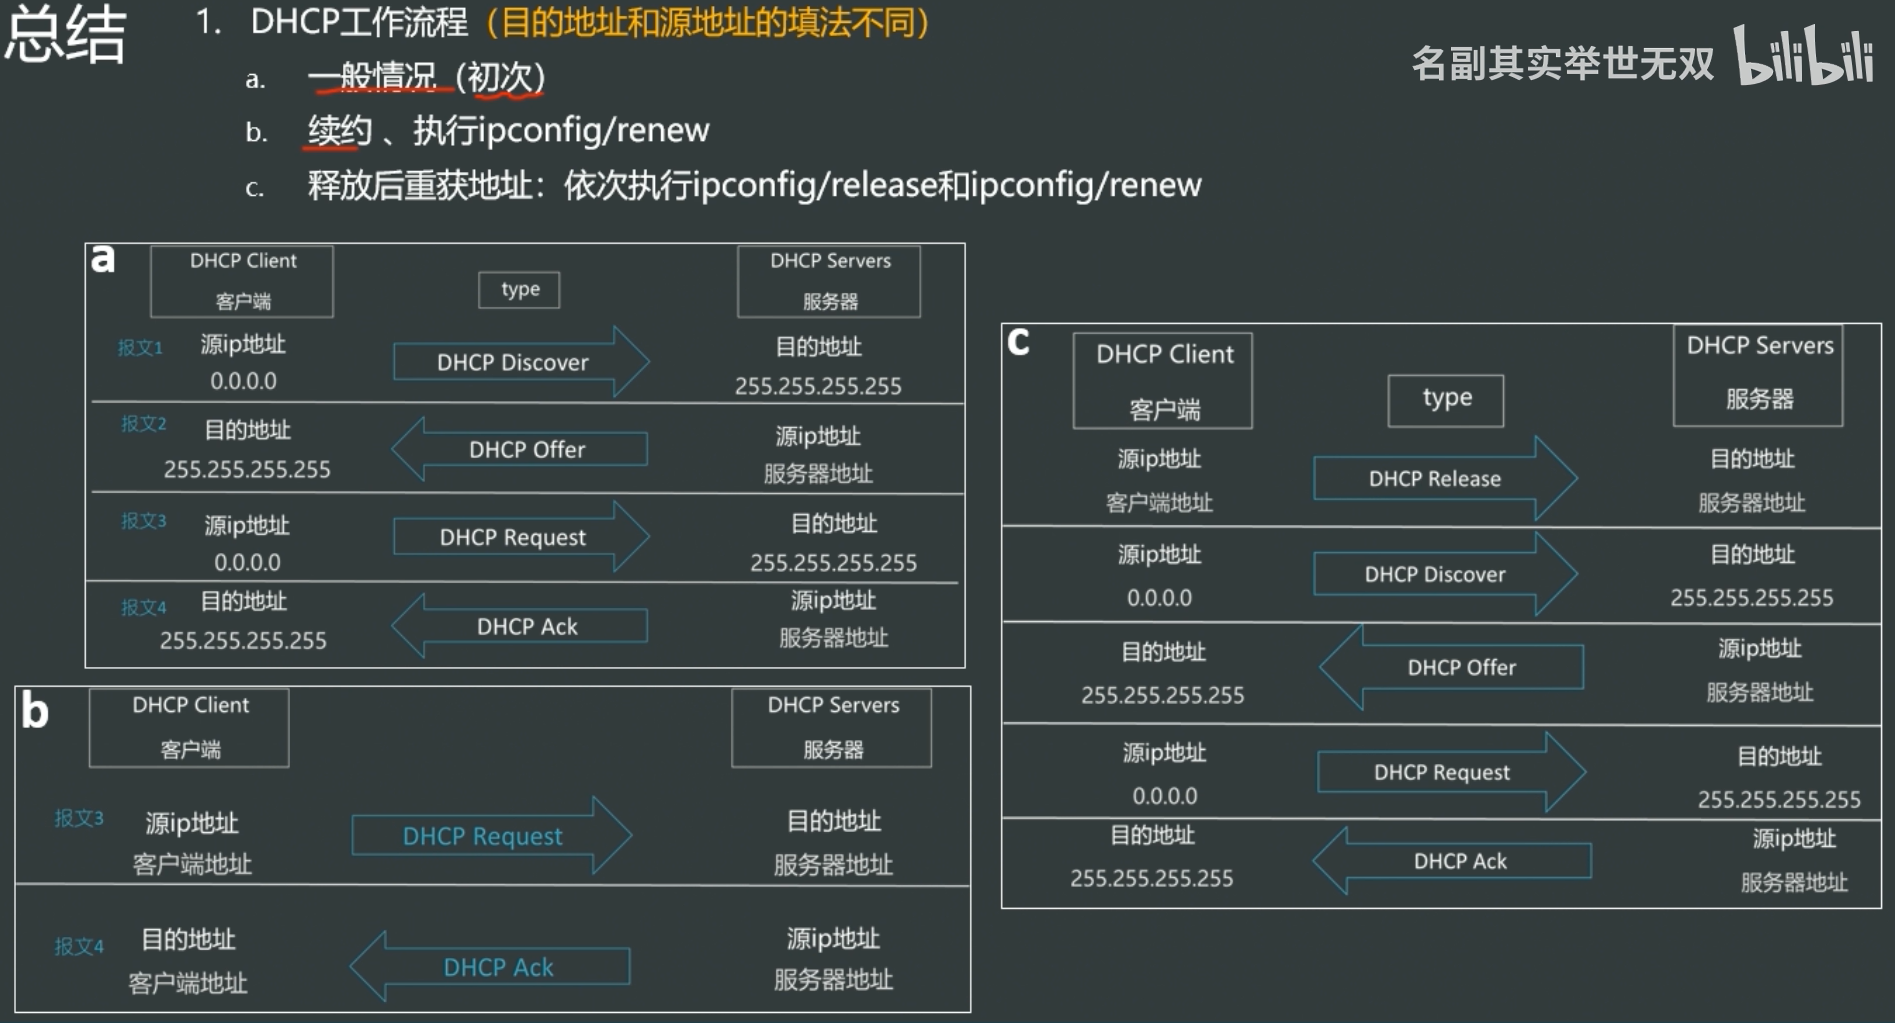 总结
1. DHCP工作流程（目的地址和源地址的填法不同）
a. 一般情况（初次）
b. 续约、执行ipconfig/renew
c. 释放后重获地址：依次执行ipconfig/release和ipconfig/renew
名副其实举世无双 bilibili
a
DHCP Client
客户端
type
DHCP Servers
服务器
报文1
源ip地址
0.0.0.0
DHCP Discover
目的地址
255.255.255.255
报文2
目的地址
255.255.255.255
DHCP Offer
源ip地址
服务器地址
报文3
源ip地址
0.0.0.0
DHCP Request
目的地址
255.255.255.255
报文4
目的地址
255.255.255.255
DHCP Ack
源ip地址
服务器地址
b
DHCP Client
客户端
DHCP Servers
服务器
报文3
源ip地址
客户端地址
DHCP Request
目的地址
服务器地址
报文4
目的地址
客户端地址
DHCP Ack
源ip地址
服务器地址
c
DHCP Client
客户端
type
DHCP Servers
服务器
源ip地址
客户端地址
DHCP Release
目的地址
服务器地址
源ip地址
0.0.0.0
DHCP Discover
目的地址
255.255.255.255
目的地址
255.255.255.255
DHCP Offer
源ip地址
服务器地址
源ip地址
0.0.0.0
DHCP Request
目的地址
255.255.255.255
目的地址
255.255.255.255
DHCP Ack
源ip地址
服务器地址